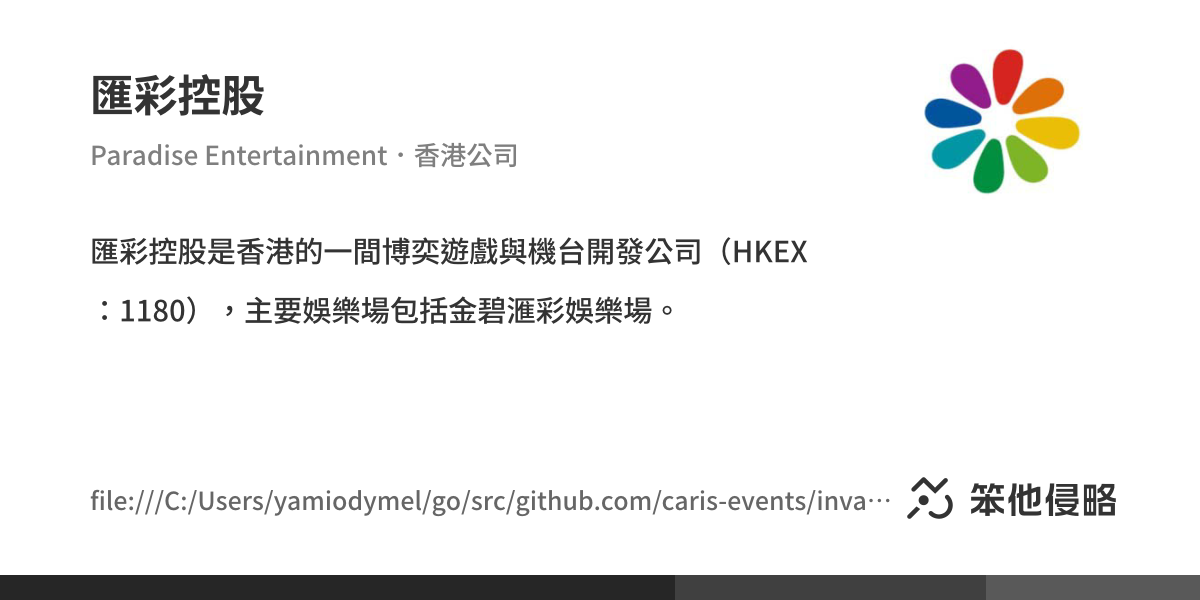 匯彩控股
Paradise Entertainment・香港公司
匯彩控股是香港的一間博奕遊戲與機台開發公司（HKEX
：1180），主要娛樂場包括金碧滙彩娛樂場。
file:///C:/Users/yamiodymel/go/src/github.com/caris-events/inva⋯
笨他侵略